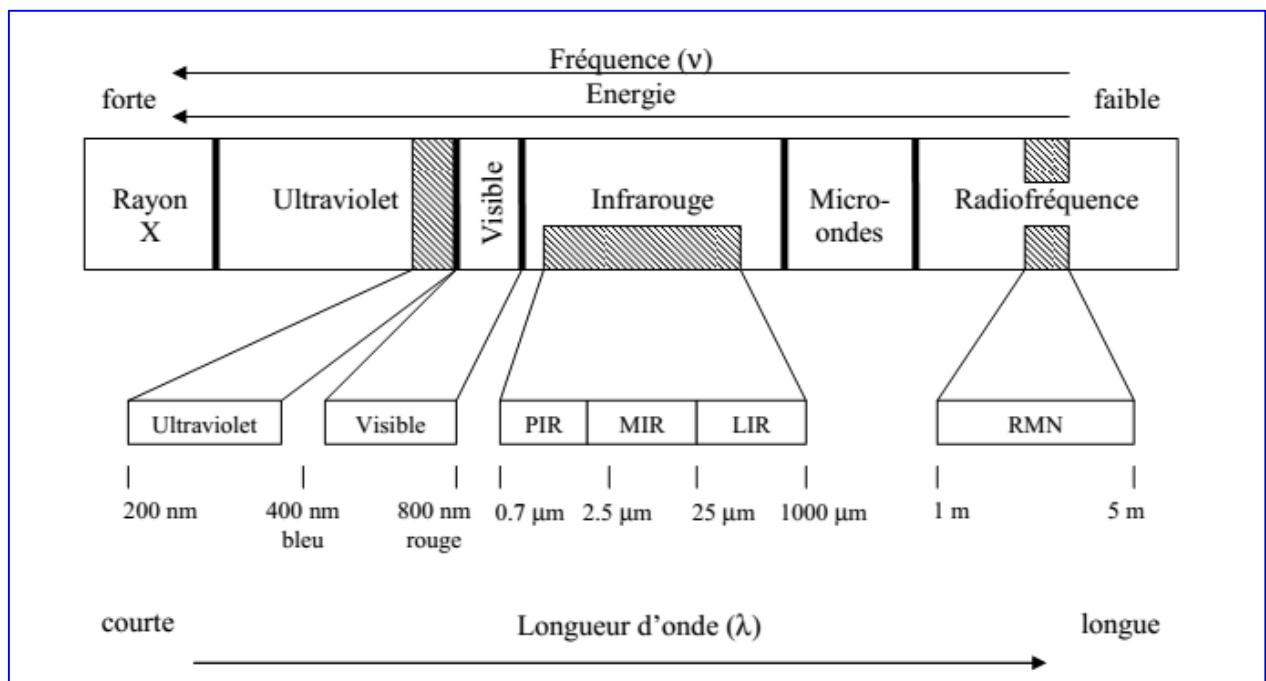 Fréquence (ν)
forte
Energie
faible
Rayon
X
Ultraviolet
Visible
Infrarouge
Micro-
ondes
Radiofréquence
Ultraviolet
Visible
PIR
MIR
LIR
RMN
200 nm
400 nm
bleu
800 nm
rouge
0.7 μm
2.5 μm
25 μm
1000 μm
1 m
5 m
courte
Longueur d’onde (λ)
longue